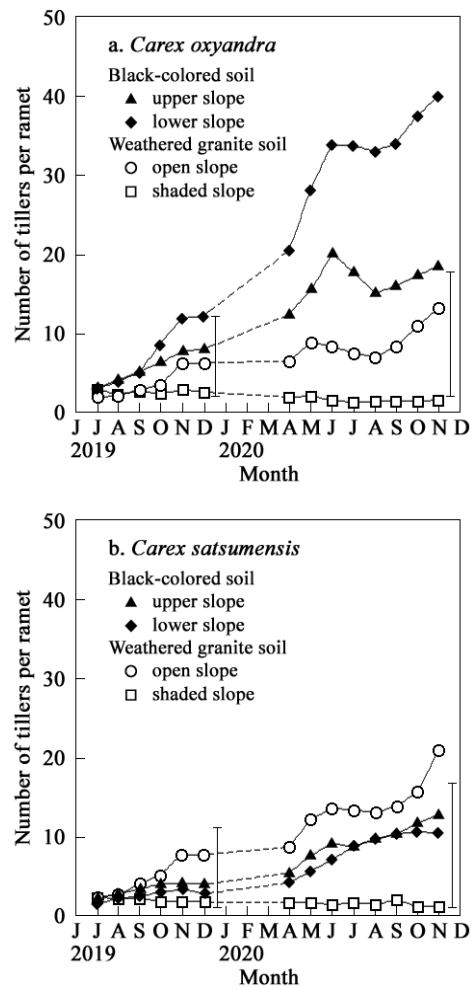 50
40
30
20
10
0
Number of tillers per ramet
a. Carex oxyandra
Black-colored soil
upper slope
lower slope
Weathered granite soil
open slope
shaded slope
J J A S O N D J F M A M J J A S O N D
2019 2020
Month
50
40
30
20
10
0
Number of tillers per ramet
b. Carex satsumensis
Black-colored soil
upper slope
lower slope
Weathered granite soil
open slope
shaded slope
J J A S O N D J F M A M J J A S O N D
2019 2020
Month